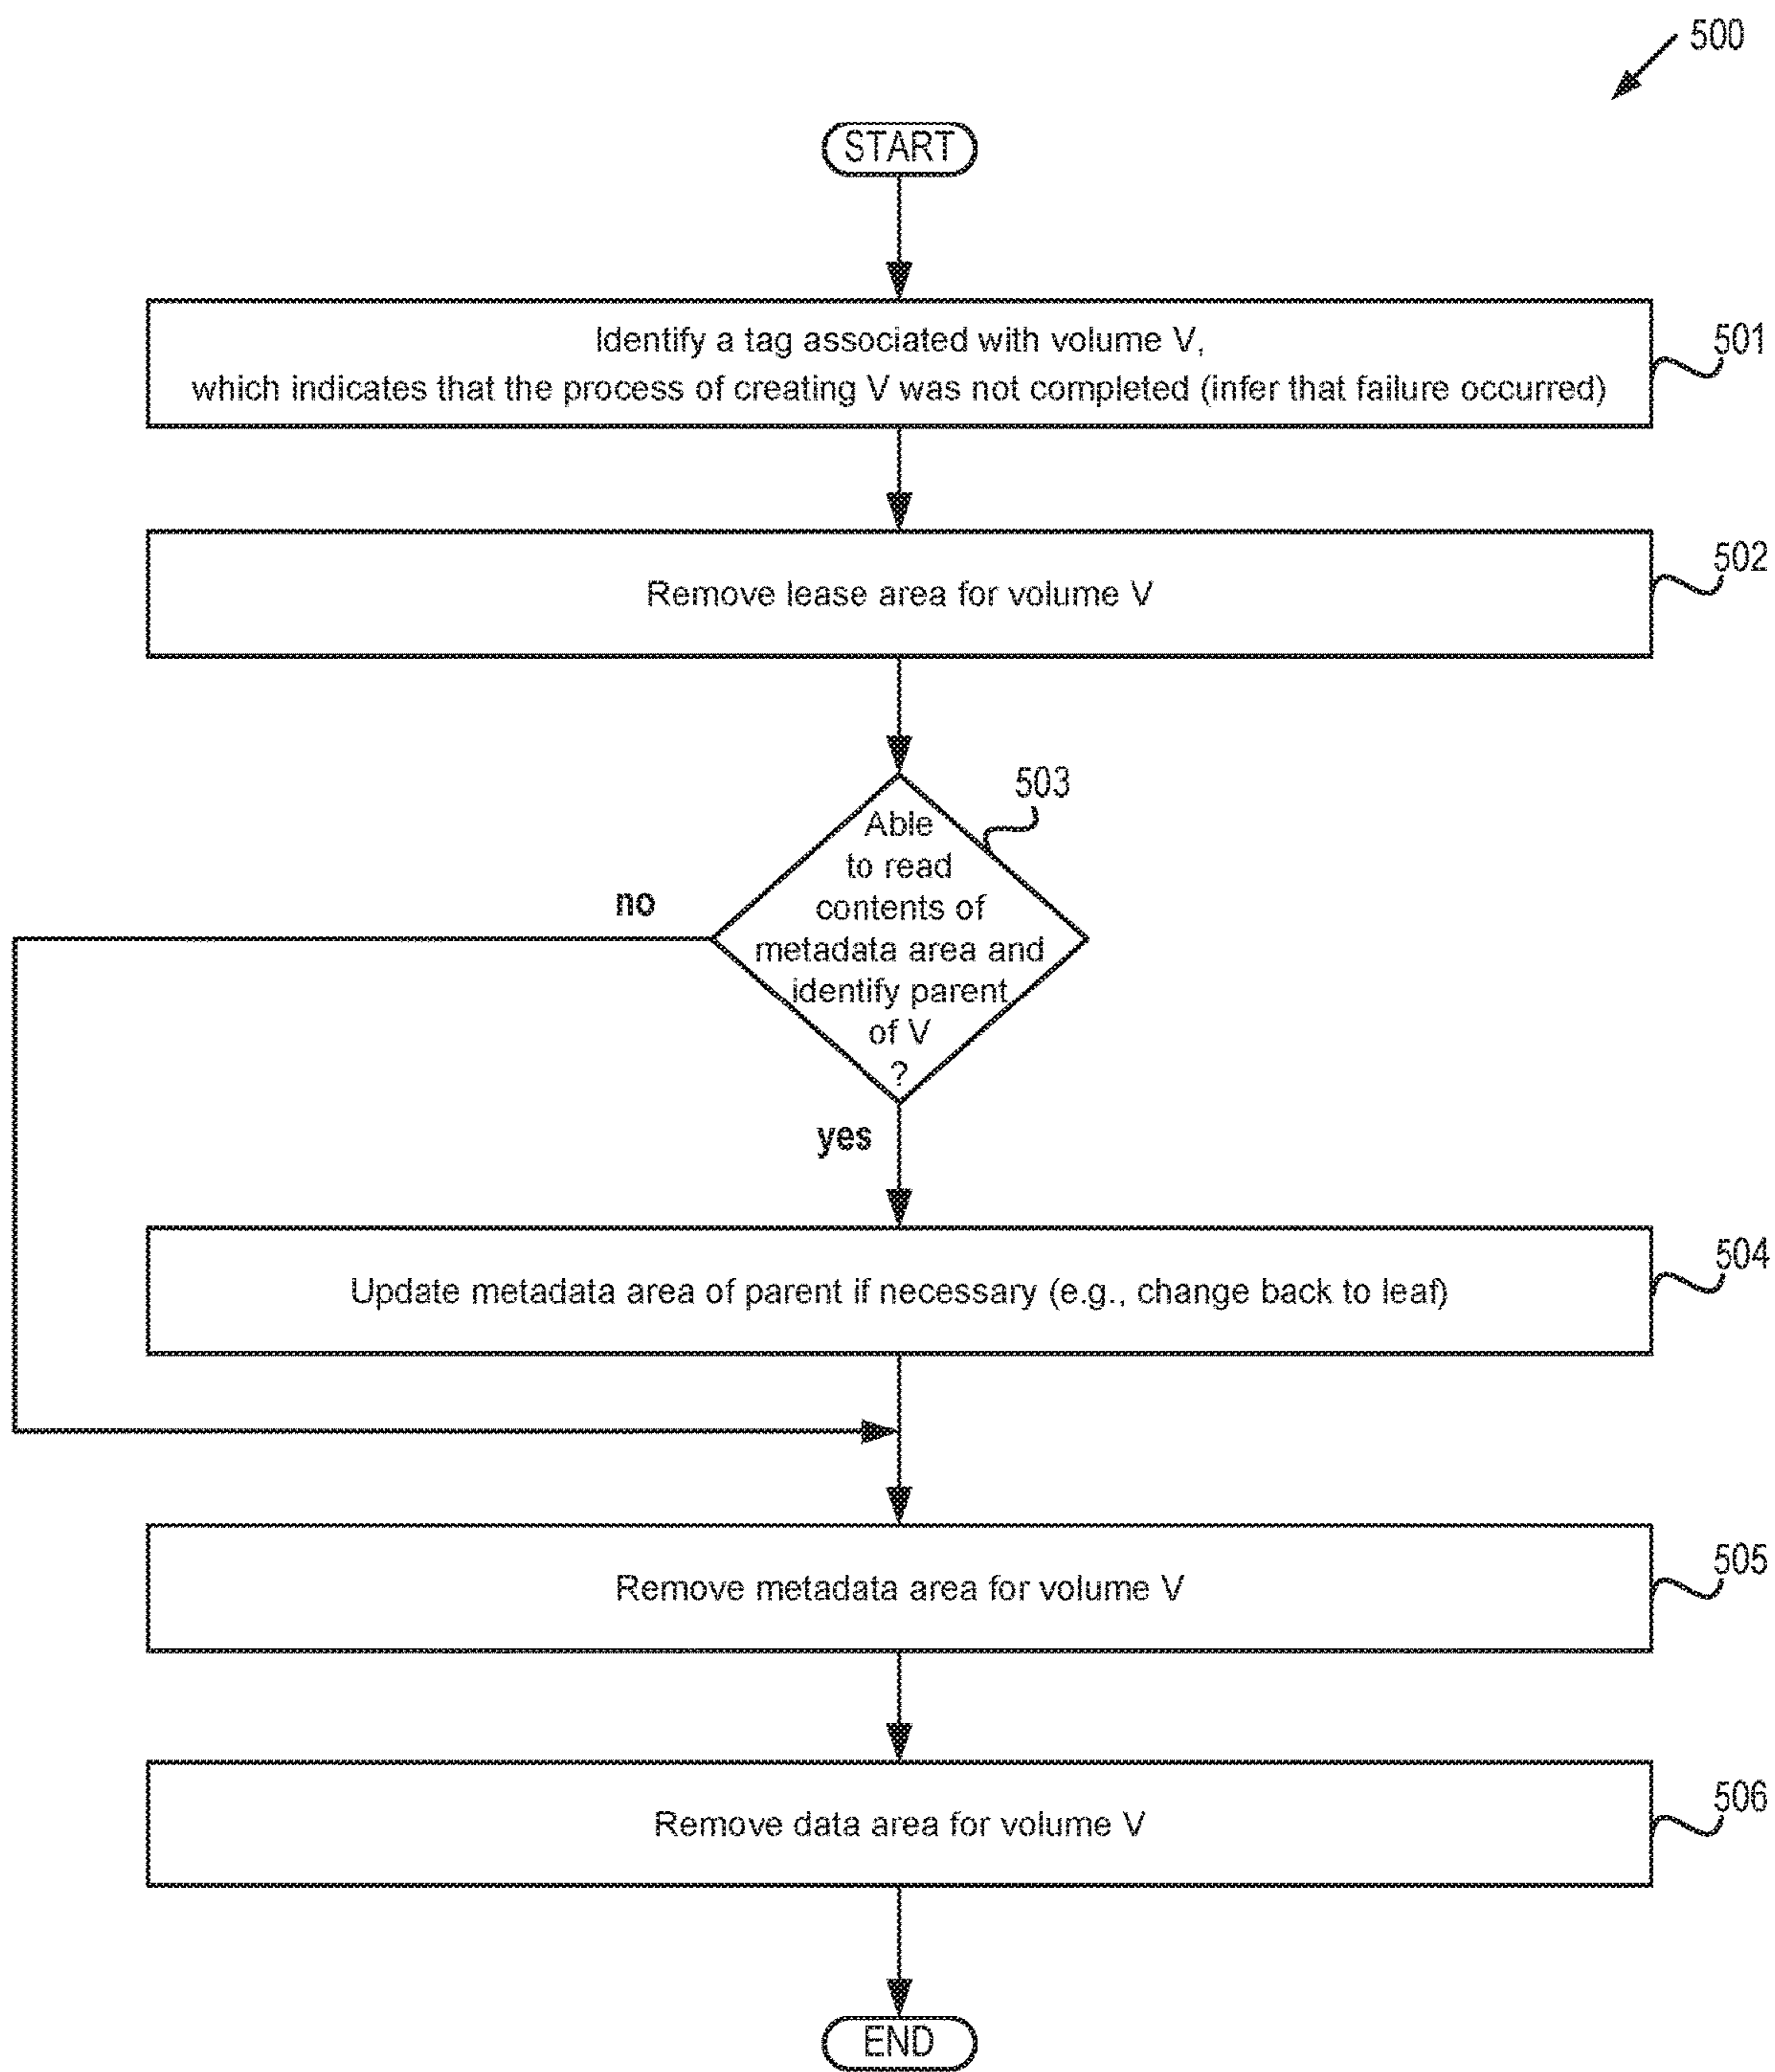 500
START
Identify a tag associated with volume V,
which indicates that the process of creating V was not completed (infer that failure occurred)
501
Remove lease area for volume V
502
503
Able
to read
contents of
metadata area and
identify parent
of V
?
no
yes
Update metadata area of parent if necessary (e.g., change back to leaf)
504
Remove metadata area for volume V
505
Remove data area for volume V
506
END